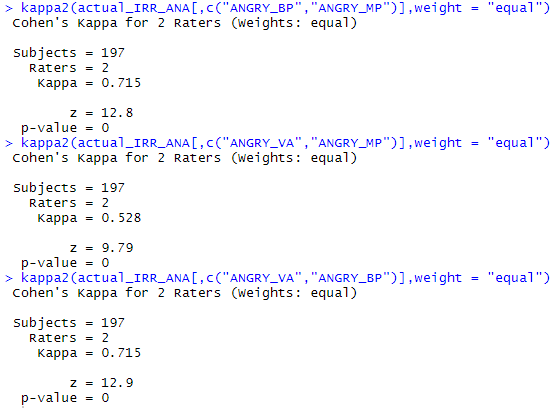 > kappa2(actual_IRR_ANA[,c("ANGRY_BP","ANGRY_MP")],weight = "equal")
Cohen's Kappa for 2 Raters (Weights: equal)
Subjects = 197
Raters = 2
Kappa = 0.715
z = 12.8
p-value = 0
> kappa2(actual_IRR_ANA[,c("ANGRY_VA","ANGRY_MP")],weight = "equal")
Cohen's Kappa for 2 Raters (Weights: equal)
Subjects = 197
Raters = 2
Kappa = 0.528
z = 9.79
p-value = 0
> kappa2(actual_IRR_ANA[,c("ANGRY_VA","ANGRY_BP")],weight = "equal")
Cohen's Kappa for 2 Raters (Weights: equal)
Subjects = 197
Raters = 2
Kappa = 0.715
z = 12.9
p-value = 0